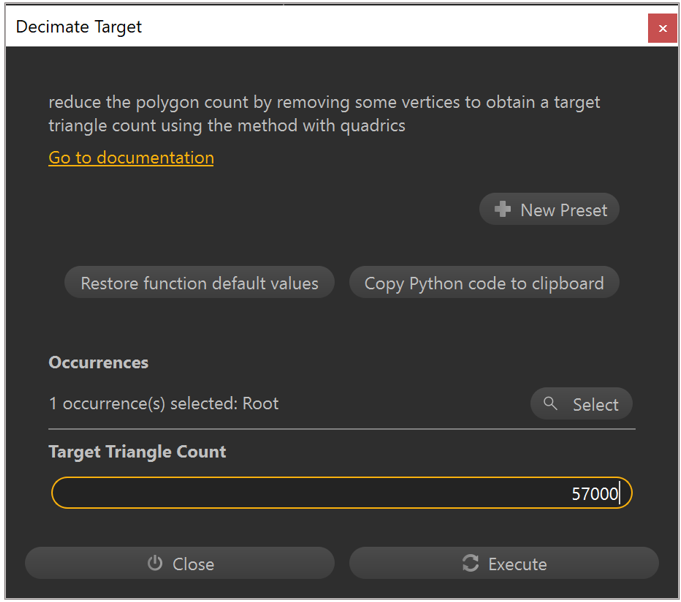 Decimate Target
reduce the polygon count by removing some vertices to obtain a target
triangle count using the method with quadrics
Go to documentation
New Preset
Restore function default values
Copy Python code to clipboard
Occurrences
1 occurrence(s) selected: Root
Select
Target Triangle Count
57000
Close
Execute